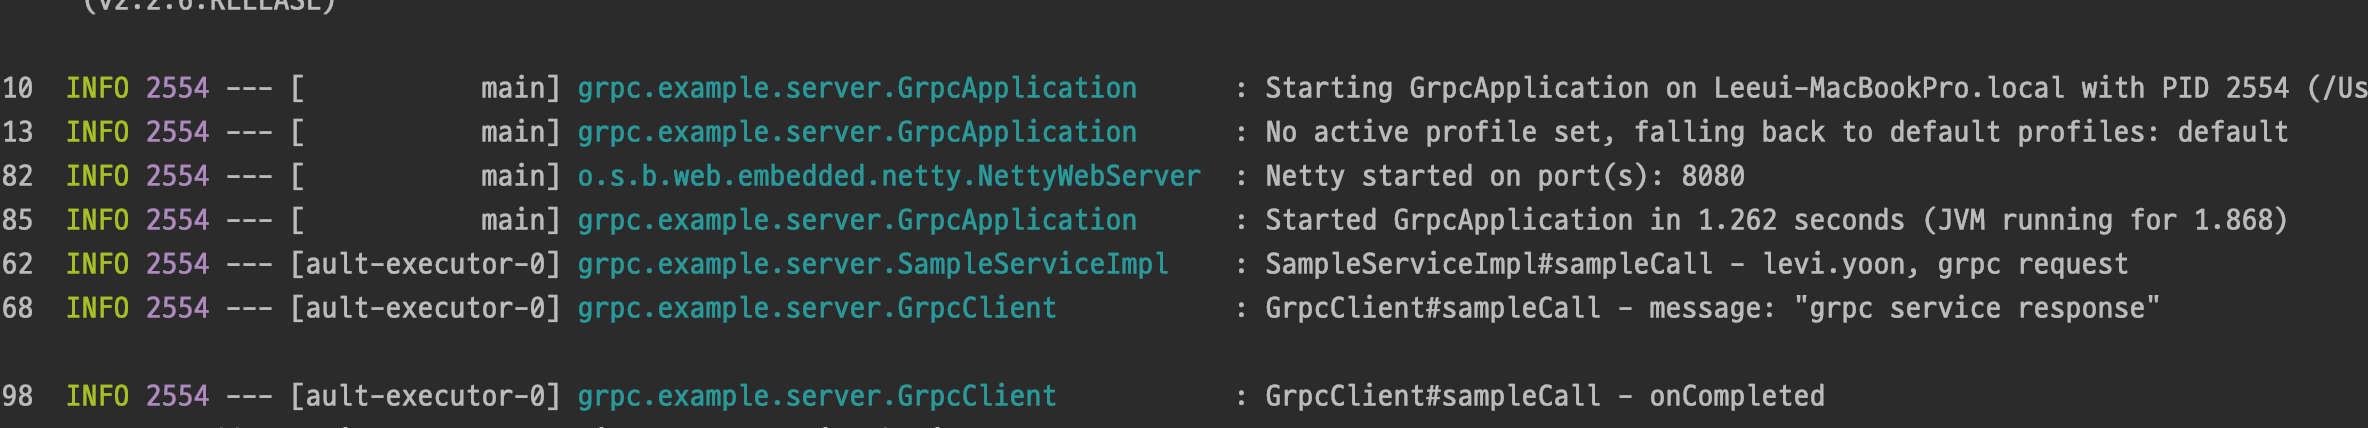 (v2.2.6.RELEASE)
10  INFO 2554 --- [           main] grpc.example.server.GrpcApplication      : Starting GrpcApplication on Leeui-MacBookPro.local with PID 2554 (/Us
13  INFO 2554 --- [           main] grpc.example.server.GrpcApplication      : No active profile set, falling back to default profiles: default
82  INFO 2554 --- [           main] o.s.b.web.embedded.netty.NettyWebServer  : Netty started on port(s): 8080
85  INFO 2554 --- [           main] grpc.example.server.GrpcApplication      : Started GrpcApplication in 1.262 seconds (JVM running for 1.868)
62  INFO 2554 --- [ault-executor-0] grpc.example.server.SampleServiceImpl    : SampleServiceImpl#sampleCall - levi.yoon, grpc request
68  INFO 2554 --- [ault-executor-0] grpc.example.server.GrpcClient           : GrpcClient#sampleCall - message: "grpc service response"
98  INFO 2554 --- [ault-executor-0] grpc.example.server.GrpcClient           : GrpcClient#sampleCall - onCompleted